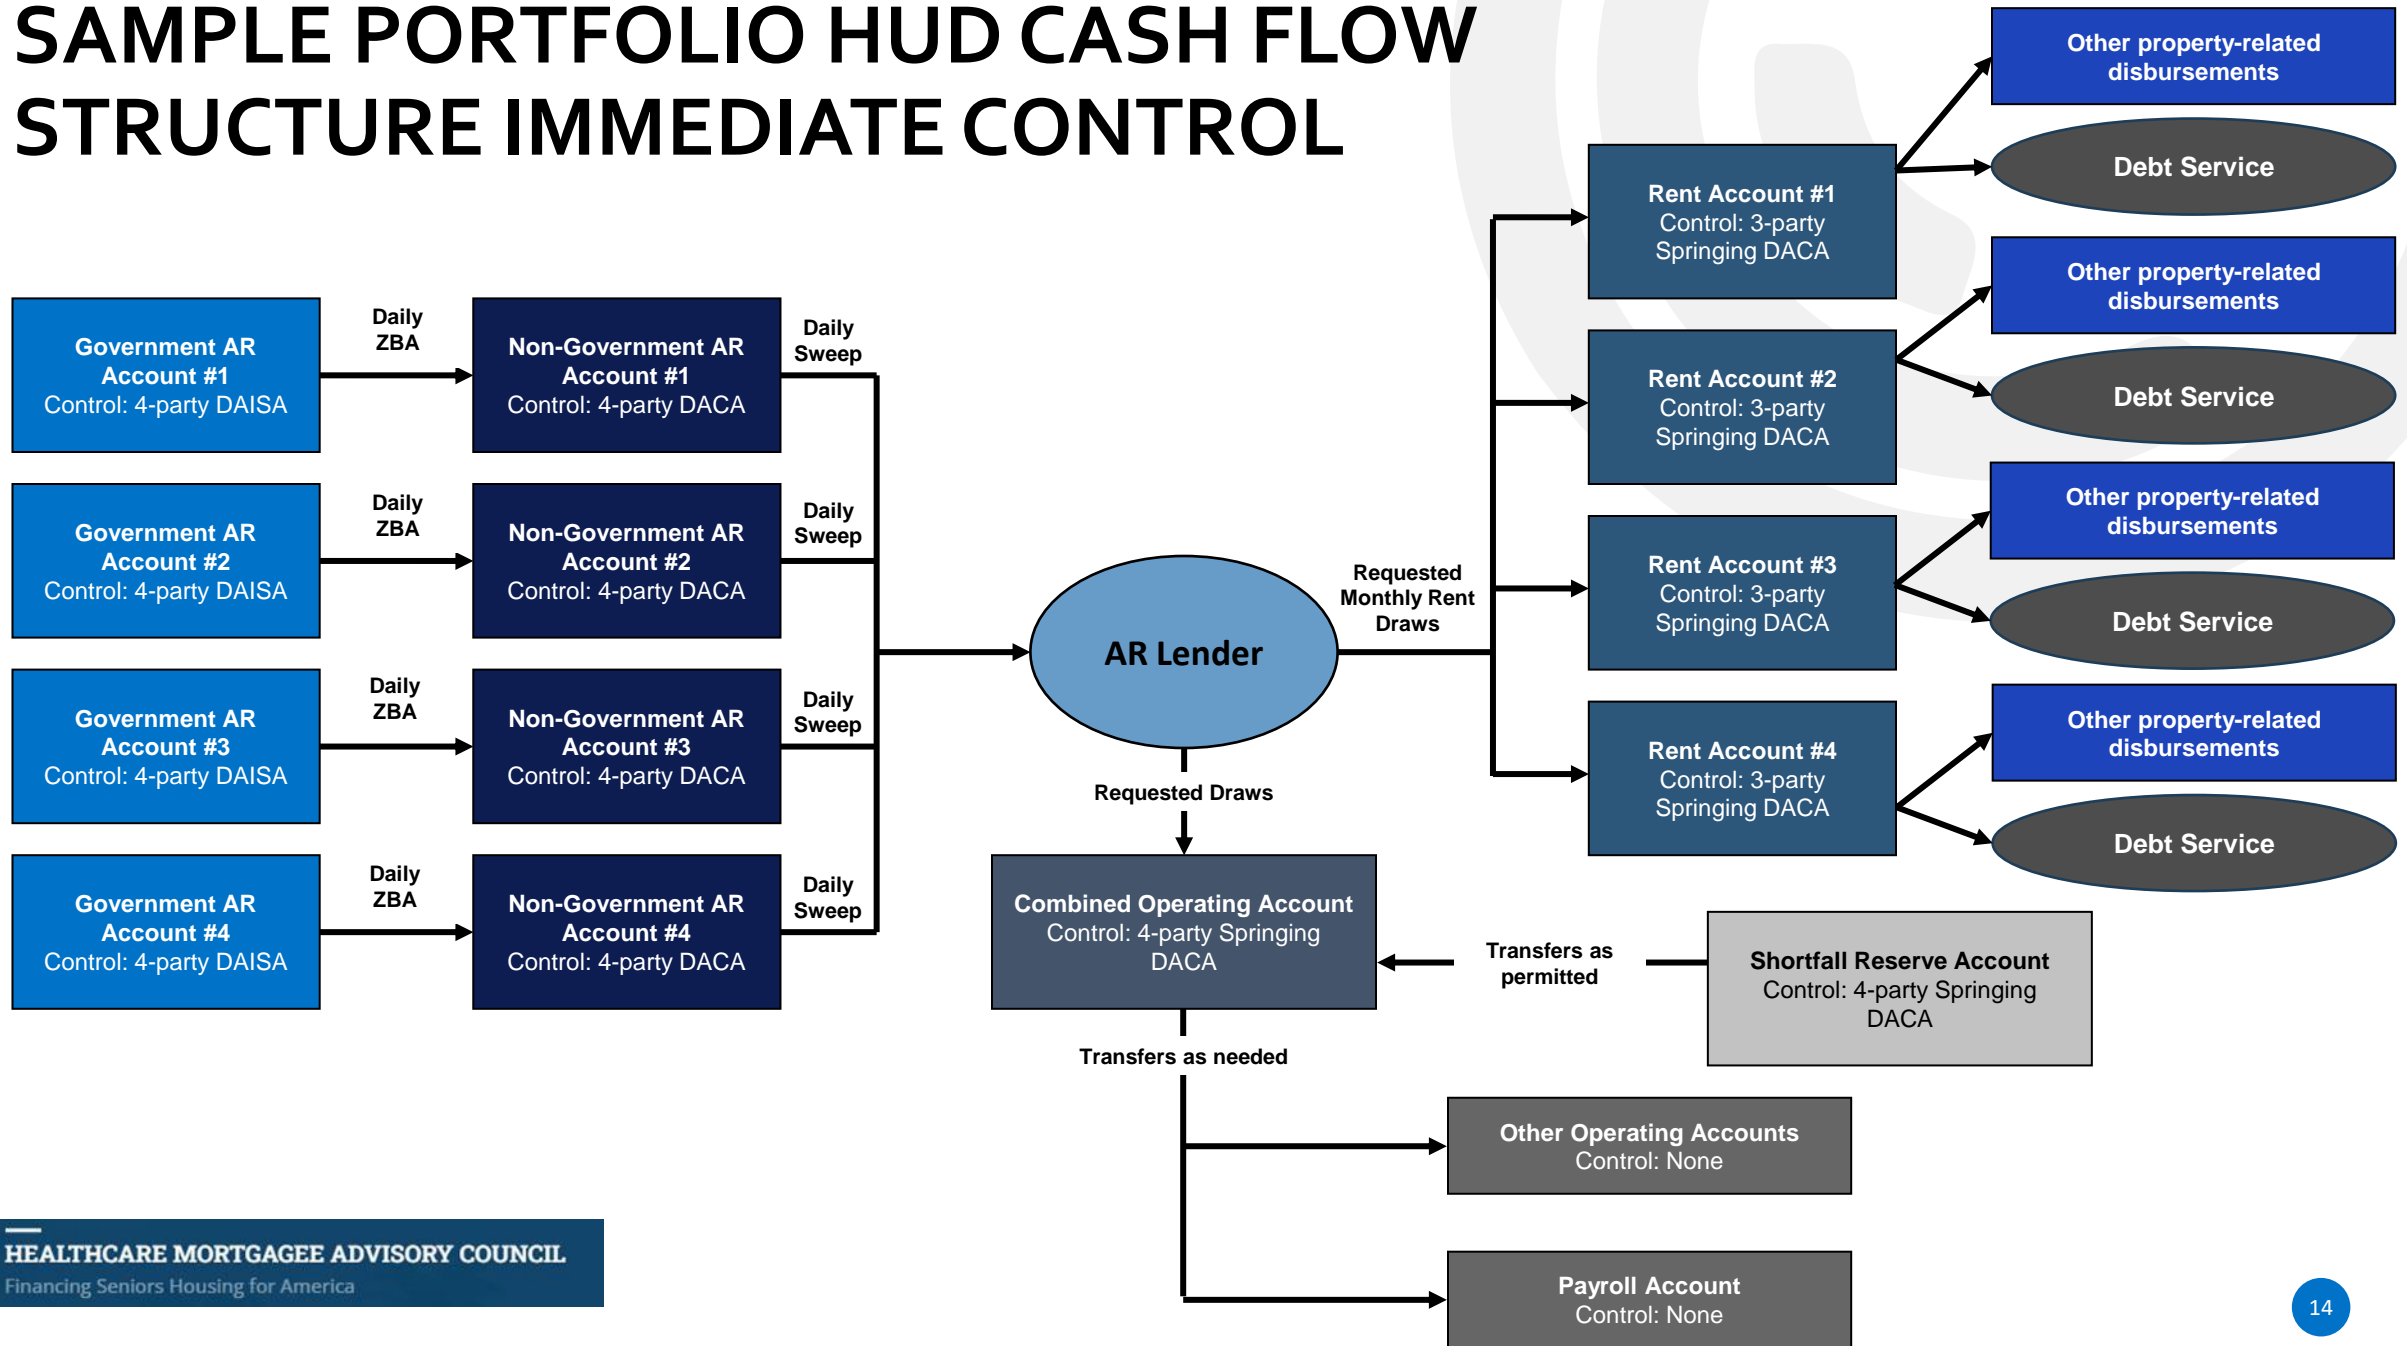 SAMPLE PORTFOLIO HUD CASH FLOW
STRUCTURE IMMEDIATE CONTROL
Government AR
Account #1
Control: 4-party DAISA
Daily
ZBA
Non-Government AR
Account #1
Control: 4-party DACA
Daily
Sweep
Government AR
Account #2
Control: 4-party DAISA
Daily
ZBA
Non-Government AR
Account #2
Control: 4-party DACA
Daily
Sweep
Government AR
Account #3
Control: 4-party DAISA
Daily
ZBA
Non-Government AR
Account #3
Control: 4-party DACA
Daily
Sweep
Government AR
Account #4
Control: 4-party DAISA
Daily
ZBA
Non-Government AR
Account #4
Control: 4-party DACA
Daily
Sweep
AR Lender
Requested
Monthly Rent
Draws
Requested Draws
Combined Operating Account
Control: 4-party Springing
DACA
Transfers as
permitted
Shortfall Reserve Account
Control: 4-party Springing
DACA
Transfers as needed
Other Operating Accounts
Control: None
Payroll Account
Control: None
Rent Account #1
Control: 3-party
Springing DACA
Other property-related
disbursements
Debt Service
Rent Account #2
Control: 3-party
Springing DACA
Other property-related
disbursements
Debt Service
Rent Account #3
Control: 3-party
Springing DACA
Other property-related
disbursements
Debt Service
Rent Account #4
Control: 3-party
Springing DACA
Other property-related
disbursements
Debt Service
HEALTHCARE MORTGAGEE ADVISORY COUNCIL
Financing Seniors Housing for America
14